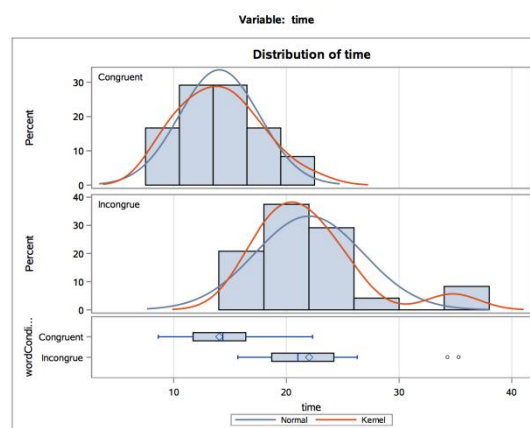 Variable: time
Distribution of time
Congruent
Percent
30
20
10
0
Incongrue
Percent
40
30
20
10
0
wordCondi...
Congruent
Incongrue
10 20 30 40
time
Normal Kernel